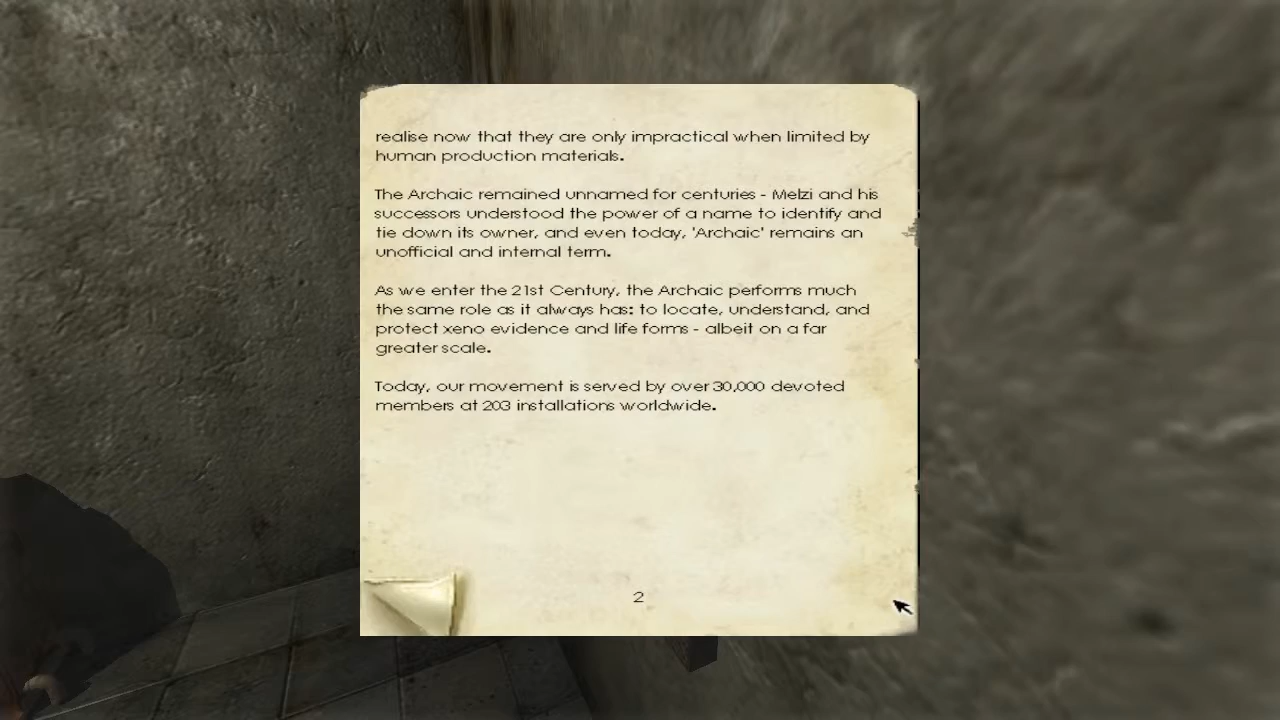 realise now that they are only impractical when limited by
human production materials.
The Archaic remained unnamed for centuries - Melzi and his
successors understood the power of a name to identify and
tie down its owner, and even today, 'Archaic' remains an
unofficial and internal term.
As we enter the 21st Century, the Archaic performs much
the same role as it always has: to locate, understand, and
protect xeno evidence and life forms - albeit on a far
greater scale.
Today, our movement is served by over 30,000 devoted
members at 203 installations worldwide.
2